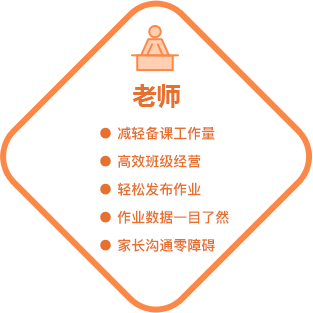 老师
减轻备课工作量
高效班级经营
轻松发布作业
作业数据一目了然
家长沟通零障碍